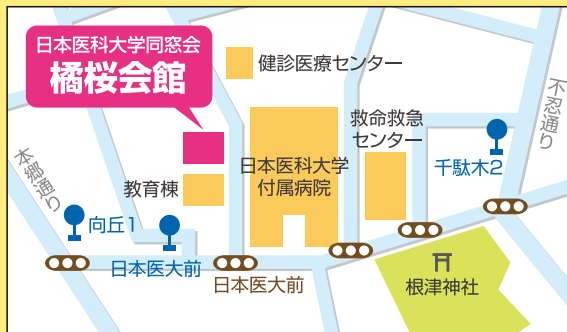 日本医科大学同窓会
橘桜会館
健診医療センター
不忍通り
救命救急
センター
本郷通り
日本医科大学
付属病院
千駄木2
教育棟
向丘1
日本医大前
日本医大前
根津神社